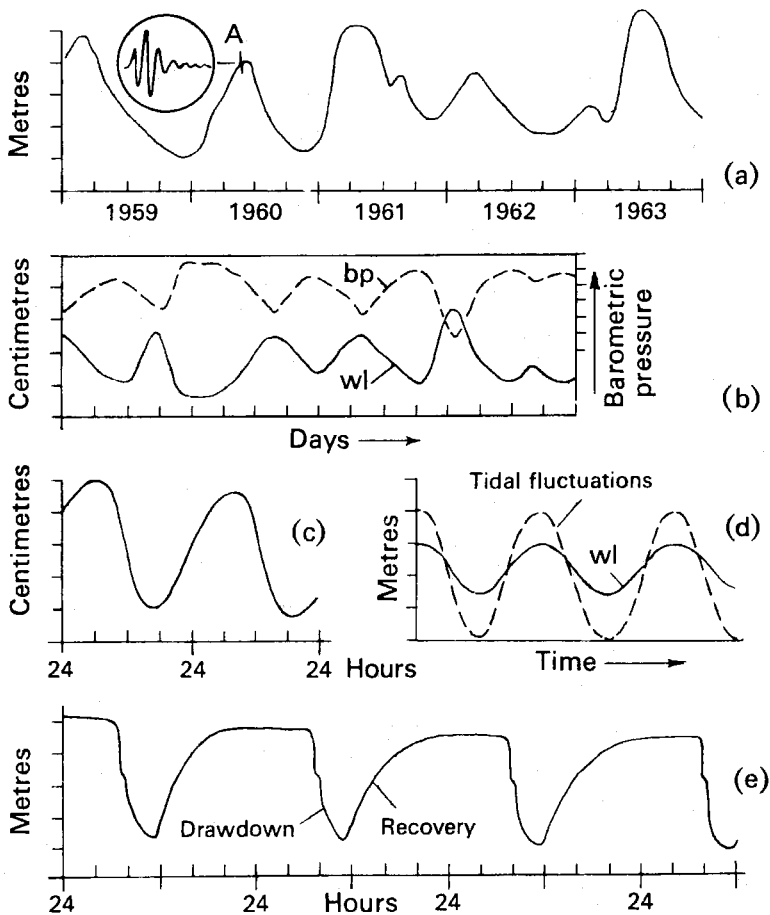 A
Metres
(a)
1959 1960 1961 1962 1963
bp
wl
Centimetres
Barometric
pressure
(b)
Days
(c)
Centimetres
24 24 24 Hours
Tidal fluctuations
(d)
wl
Metres
Time
Metres
Drawdown
Recovery
(e)
24 24 Hours 24 24